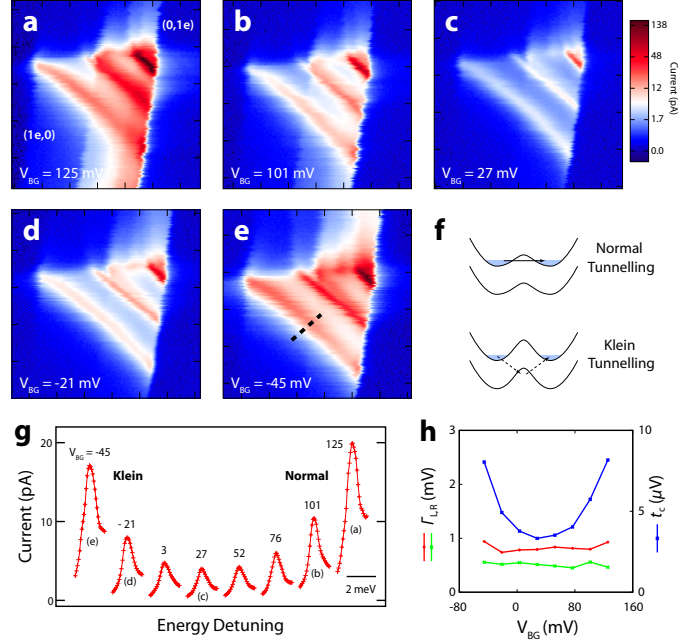 a
(0,1e)
(1e,0)
V_BG = 125 mV
b
V_BG = 101 mV
c
V_BG = 27 mV
138
48
12
1.7
0.0
Current (pA)
d
V_BG = -21 mV
e
V_BG = -45 mV
f
Normal
Tunnelling
Klein
Tunnelling
g
Current (pA)
20
10
0
V_BG = -45
Klein
Normal
125
101
- 21
76
3
27
52
(e)
(d)
(c)
(b)
(a)
2 meV
Energy Detuning
h
Γ_L,R (mV)
3
2
1
0
10
5
0
t_c (μV)
-80
0
80
160
V_BG (mV)